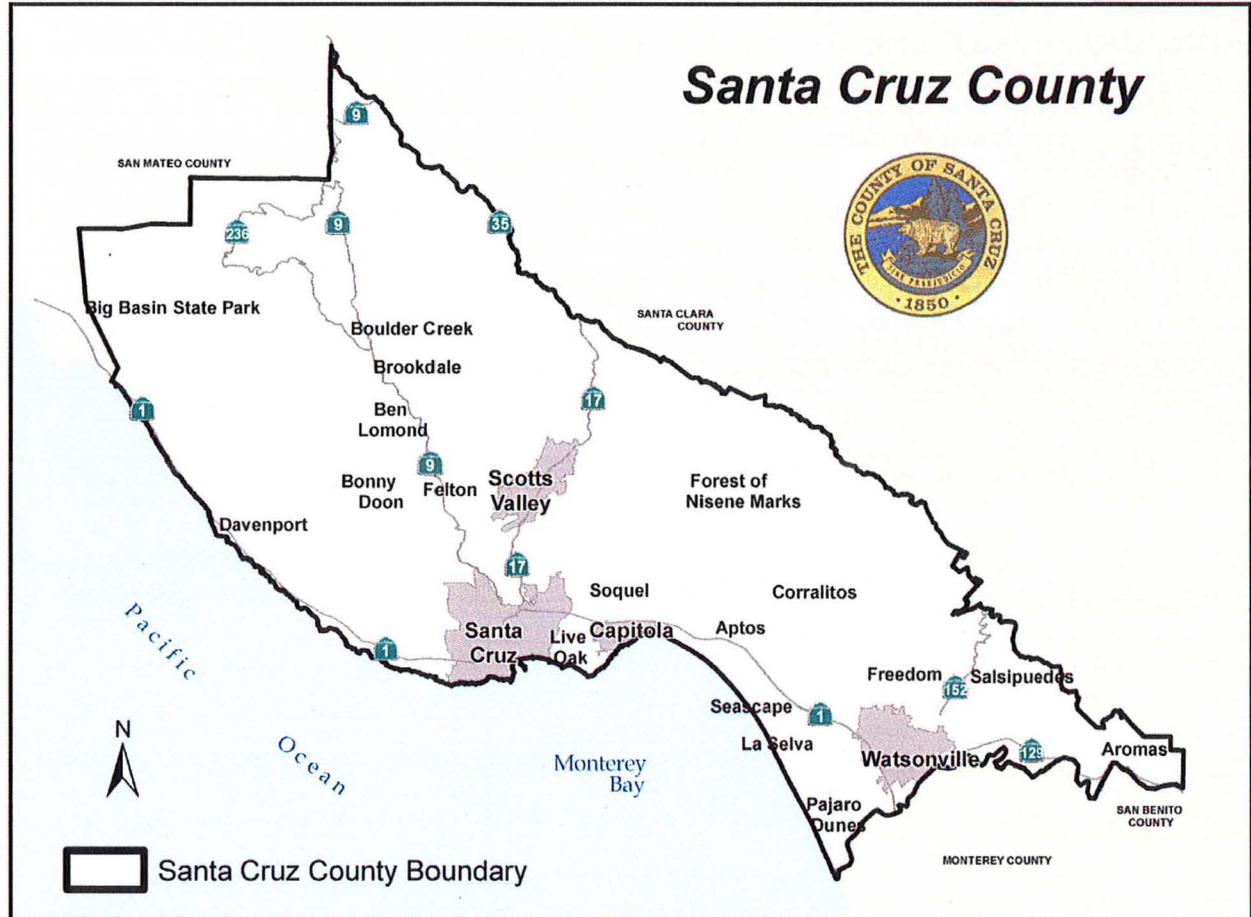 Santa Cruz County
THE COUNTY OF SANTA CRUZ
SINE PRAEJUDICIO
• 1850 •
9
SAN MATEO COUNTY
236
9
35
Big Basin State Park
SANTA CLARA
COUNTY
Boulder Creek
Brookdale
17
1
Ben
Lomond
9
Scotts
Valley
Forest of
Nisene Marks
Bonny
Doon
Felton
Davenport
17
Soquel
Corralitos
Pacific
Ocean
Santa
Cruz
Live
Oak
Capitola
Aptos
1
Freedom
Salsipuedes
152
Seascape
1
La Selva
Watsonville
129
Aromas
N
Monterey
Bay
Pajaro
Dunes
SAN BENITO
COUNTY
MONTEREY COUNTY
Santa Cruz County Boundary